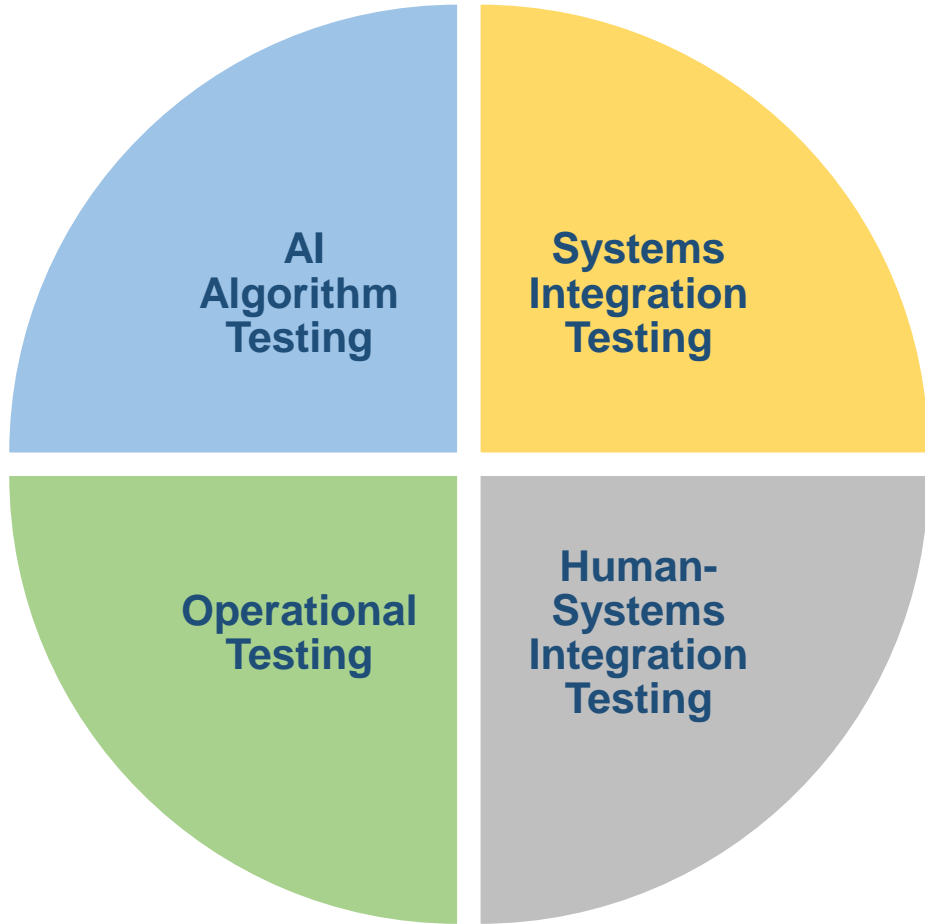 AI
Algorithm
Testing
Systems
Integration
Testing
Operational
Testing
Human-
Systems
Integration
Testing